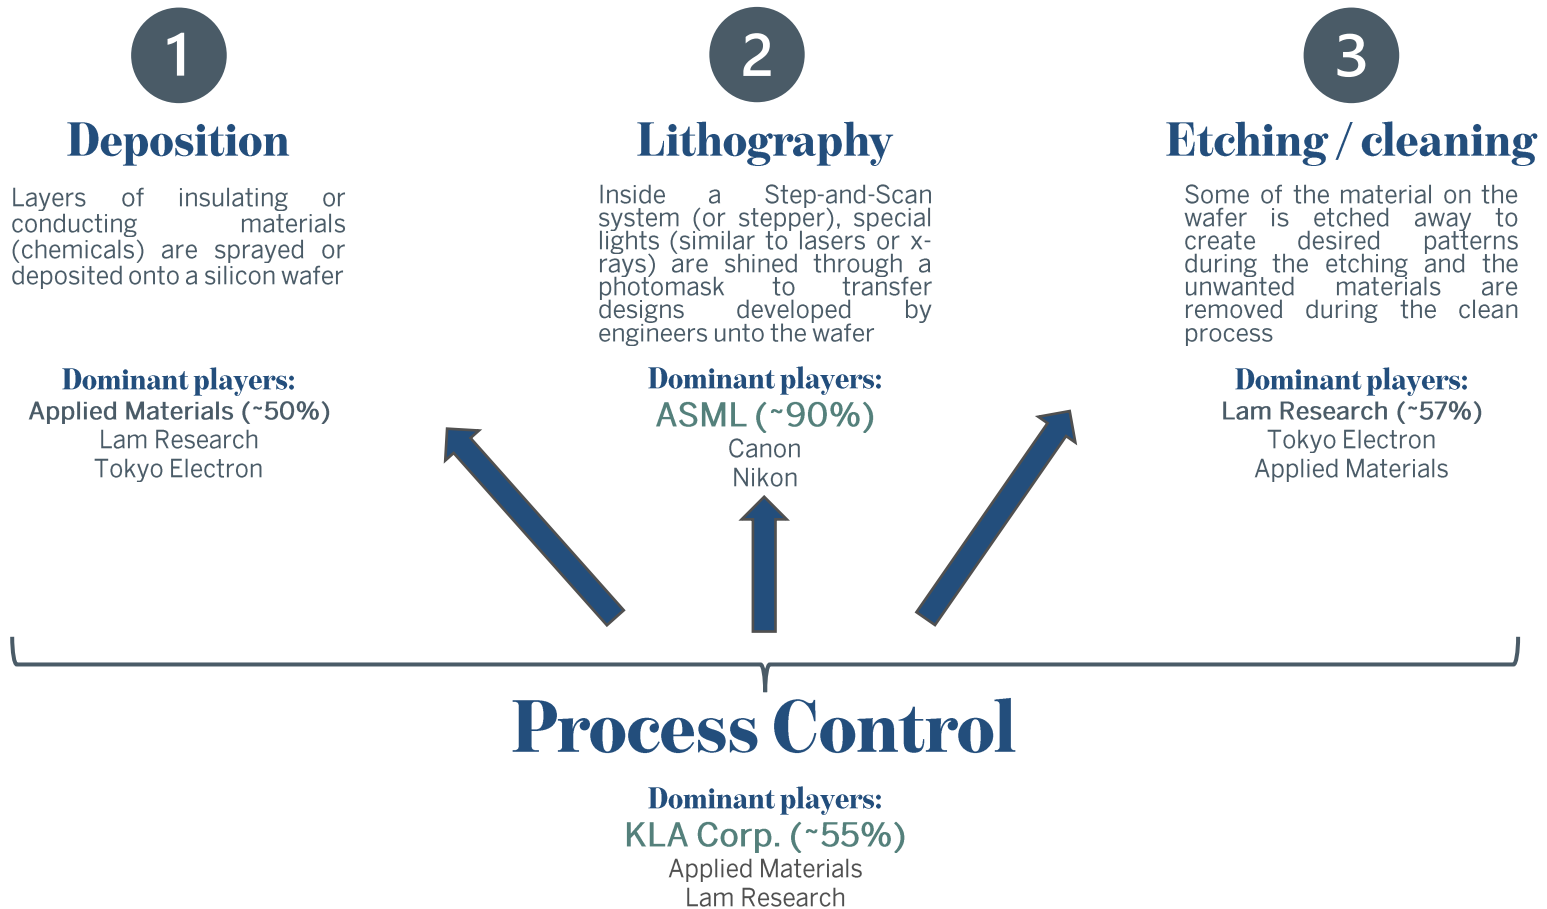 1
Deposition
Layers of insulating or
conducting materials
(chemicals) are sprayed or
deposited onto a silicon wafer
Dominant players:
Applied Materials (~50%)
Lam Research
Tokyo Electron
2
Lithography
Inside a Step-and-Scan
system (or stepper), special
lights (similar to lasers or x-
rays) are shined through a
photomask to transfer
designs developed by
engineers unto the wafer
Dominant players:
ASML (~90%)
Canon
Nikon
3
Etching / cleaning
Some of the material on the
wafer is etched away to
create desired patterns
during the etching and the
unwanted materials are
removed during the clean
process
Dominant players:
Lam Research (~57%)
Tokyo Electron
Applied Materials
Process Control
Dominant players:
KLA Corp. (~55%)
Applied Materials
Lam Research